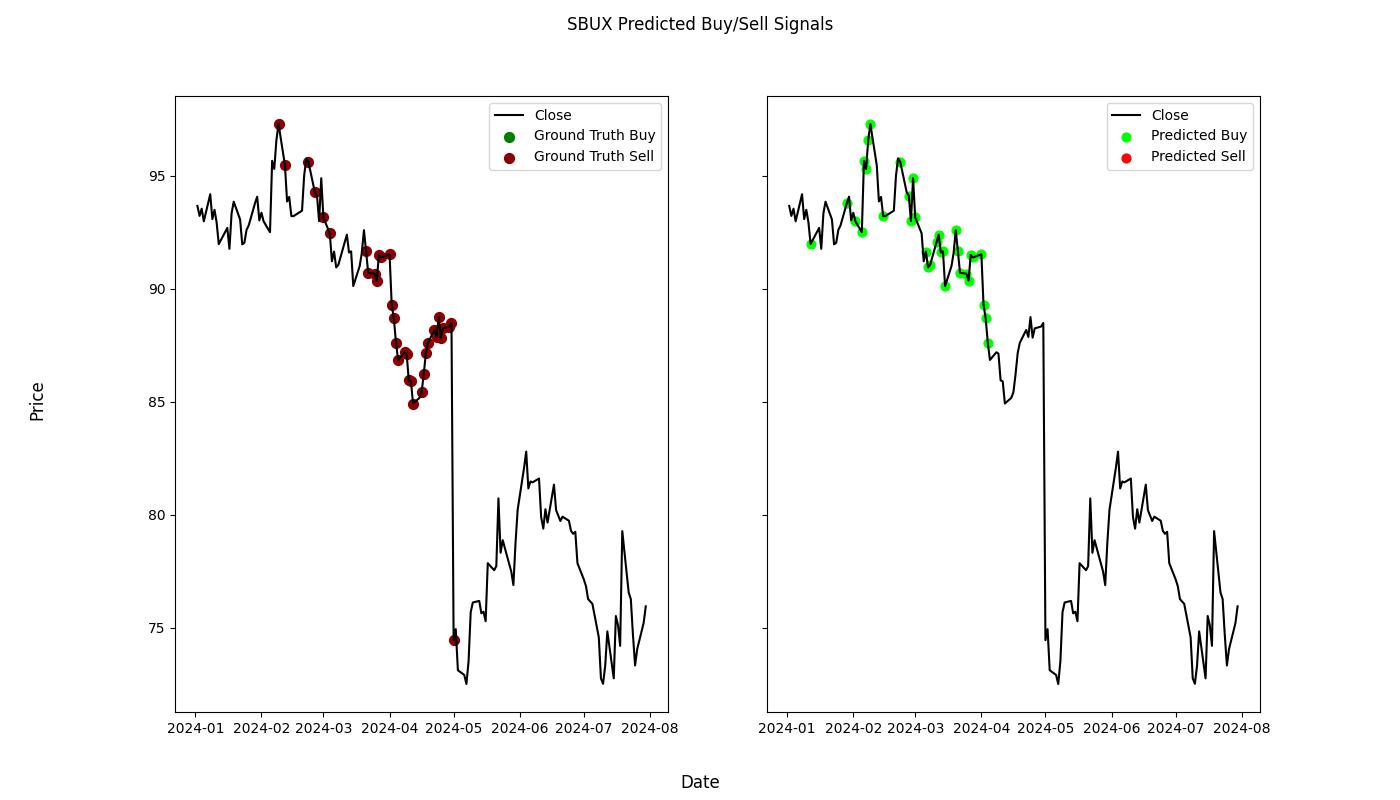 SBUX Predicted Buy/Sell Signals
Close
Ground Truth Buy
Ground Truth Sell
Close
Predicted Buy
Predicted Sell
95
90
85
80
75
Price
2024-01 2024-02 2024-03 2024-04 2024-05 2024-06 2024-07 2024-08
2024-01 2024-02 2024-03 2024-04 2024-05 2024-06 2024-07 2024-08
Date